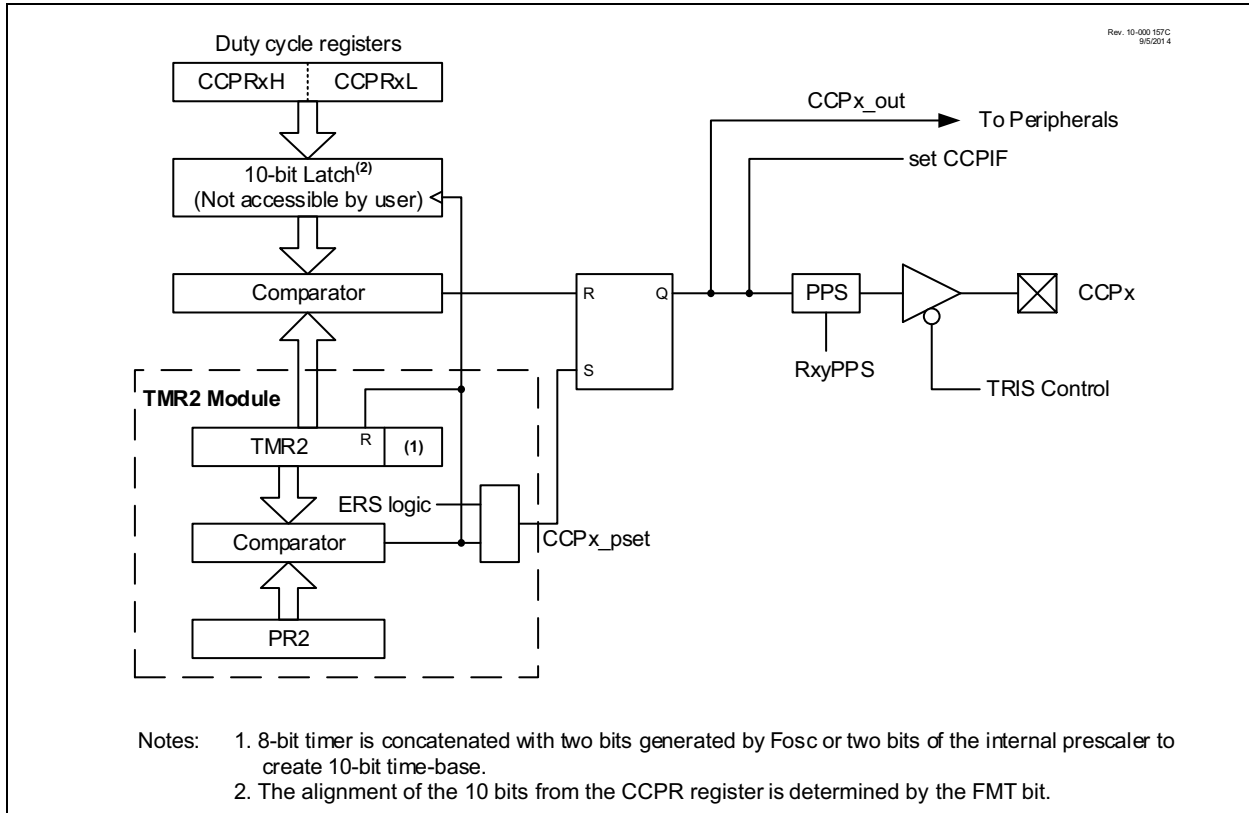 Rev. 10-000 157C
9/5/201 4
Duty cycle registers
CCPRxH CCPRxL
CCPx_out
To Peripherals
set CCPIF
10-bit Latch(2)
(Not accessible by user)
Comparator
R Q
PPS
CCPx
S
RxyPPS
TRIS Control
TMR2 Module
TMR2 R (1)
ERS logic
Comparator
CCPx_pset
PR2
Notes: 1. 8-bit timer is concatenated with two bits generated by Fosc or two bits of the internal prescaler to
create 10-bit time-base.
2. The alignment of the 10 bits from the CCPR register is determined by the FMT bit.